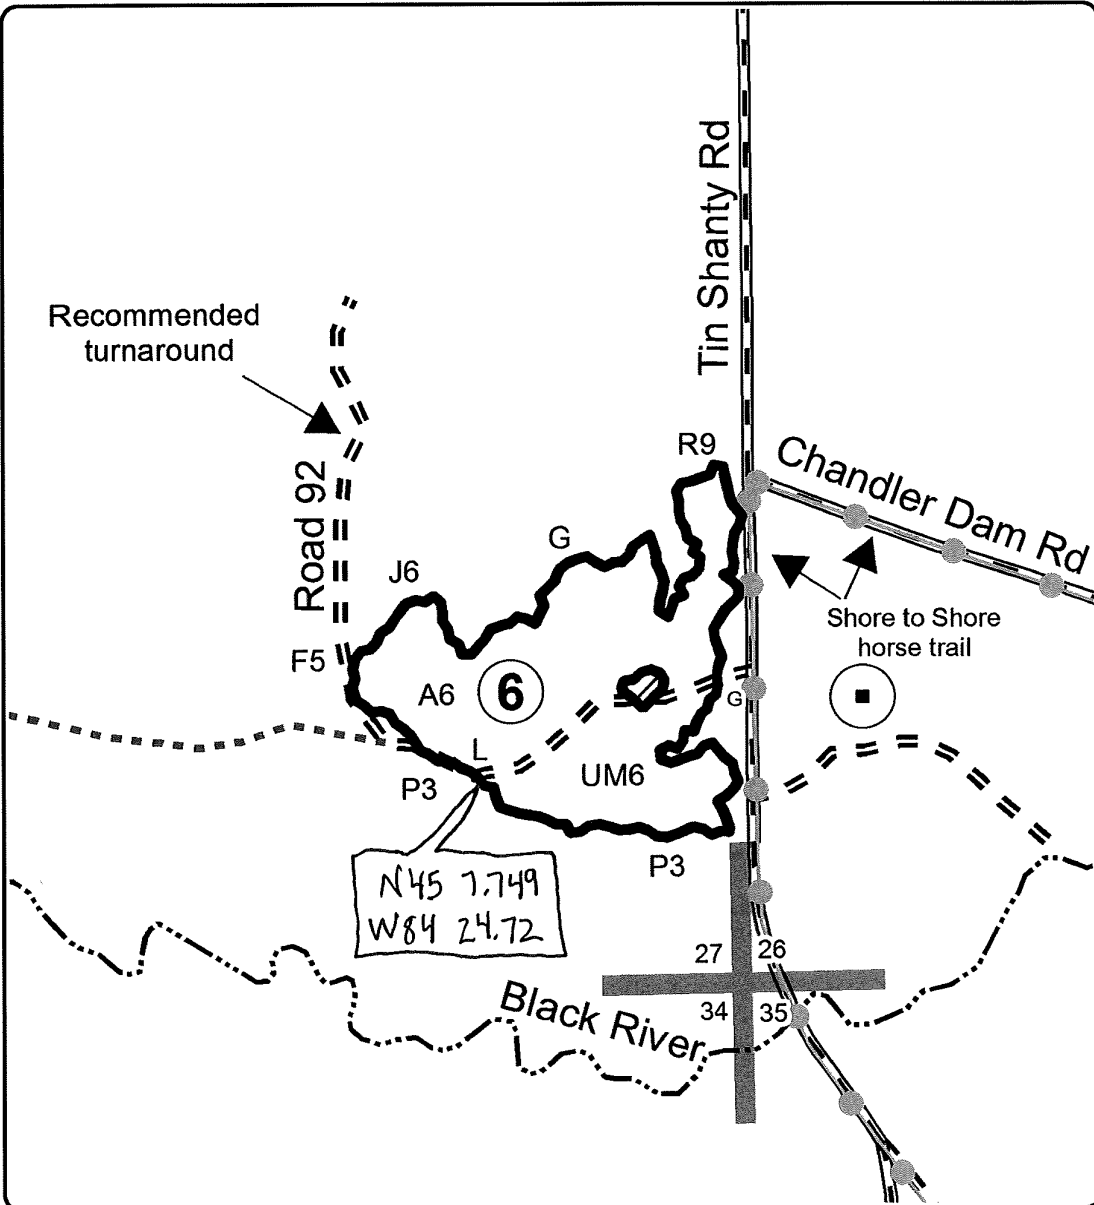 Tin Shanty Rd
Recommended
turnaround
Road 92
R9
Chandler Dam Rd
G
J6
Shore to Shore
horse trail
F5
A6
6
G
L
UM6
P3
P3
N45 7.749
W84 24.72
27
26
34
35
Black River